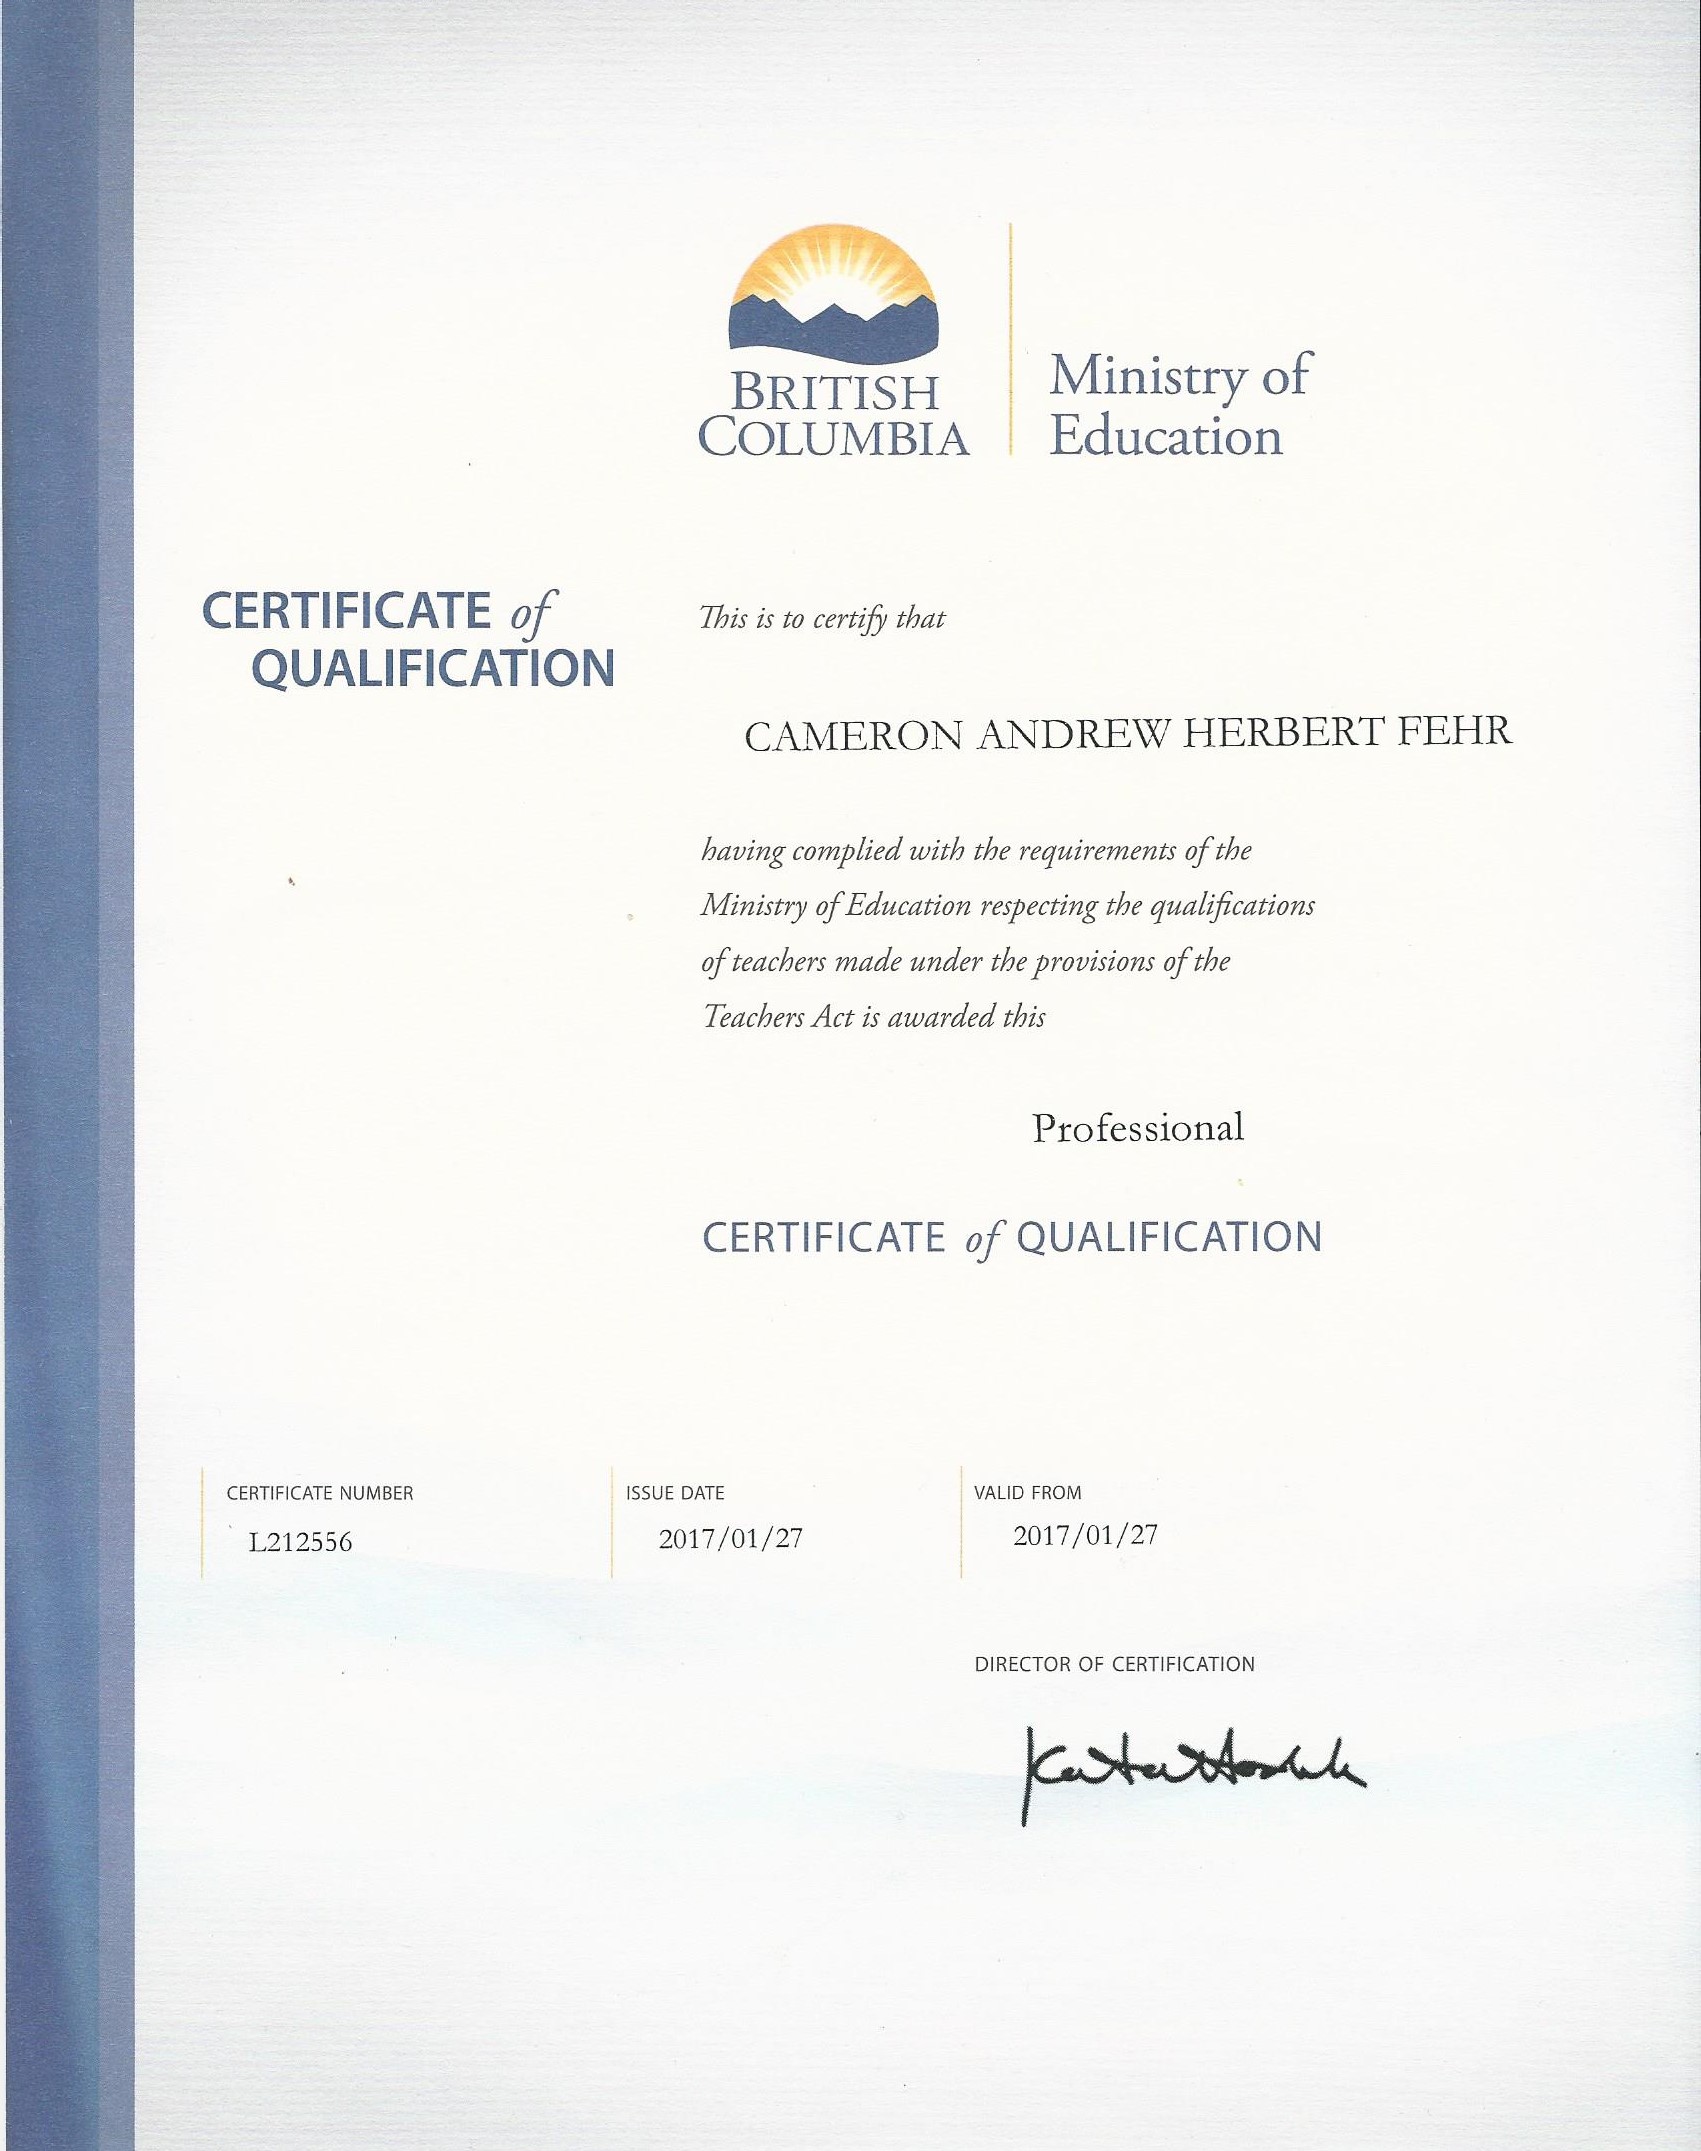 BRITISH
COLUMBIA
Ministry of
Education
CERTIFICATE of
QUALIFICATION
This is to certify that
CAMERON ANDREW HERBERT FEHR
having complied with the requirements of the
Ministry of Education respecting the qualifications
of teachers made under the provisions of the
Teachers Act is awarded this
Professional
CERTIFICATE of QUALIFICATION
CERTIFICATE NUMBER
L212556
ISSUE DATE
2017/01/27
VALID FROM
2017/01/27
DIRECTOR OF CERTIFICATION